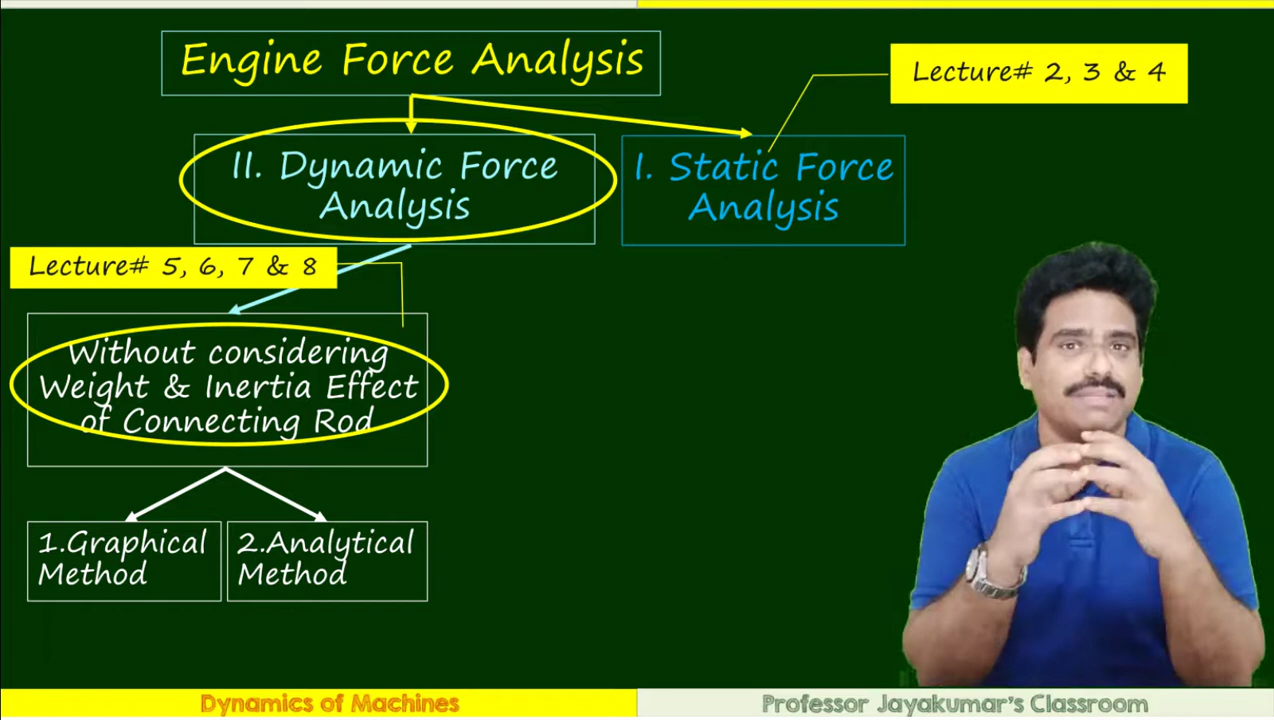 Engine Force Analysis
Lecture# 2, 3 & 4
II. Dynamic Force
Analysis
I. Static Force
Analysis
Lecture# 5, 6, 7 & 8
Without considering
Weight & Inertia Effect
of Connecting Rod
1.Graphical
Method
2.Analytical
Method
Dynamics of Machines
Professor Jayakumar's Classroom